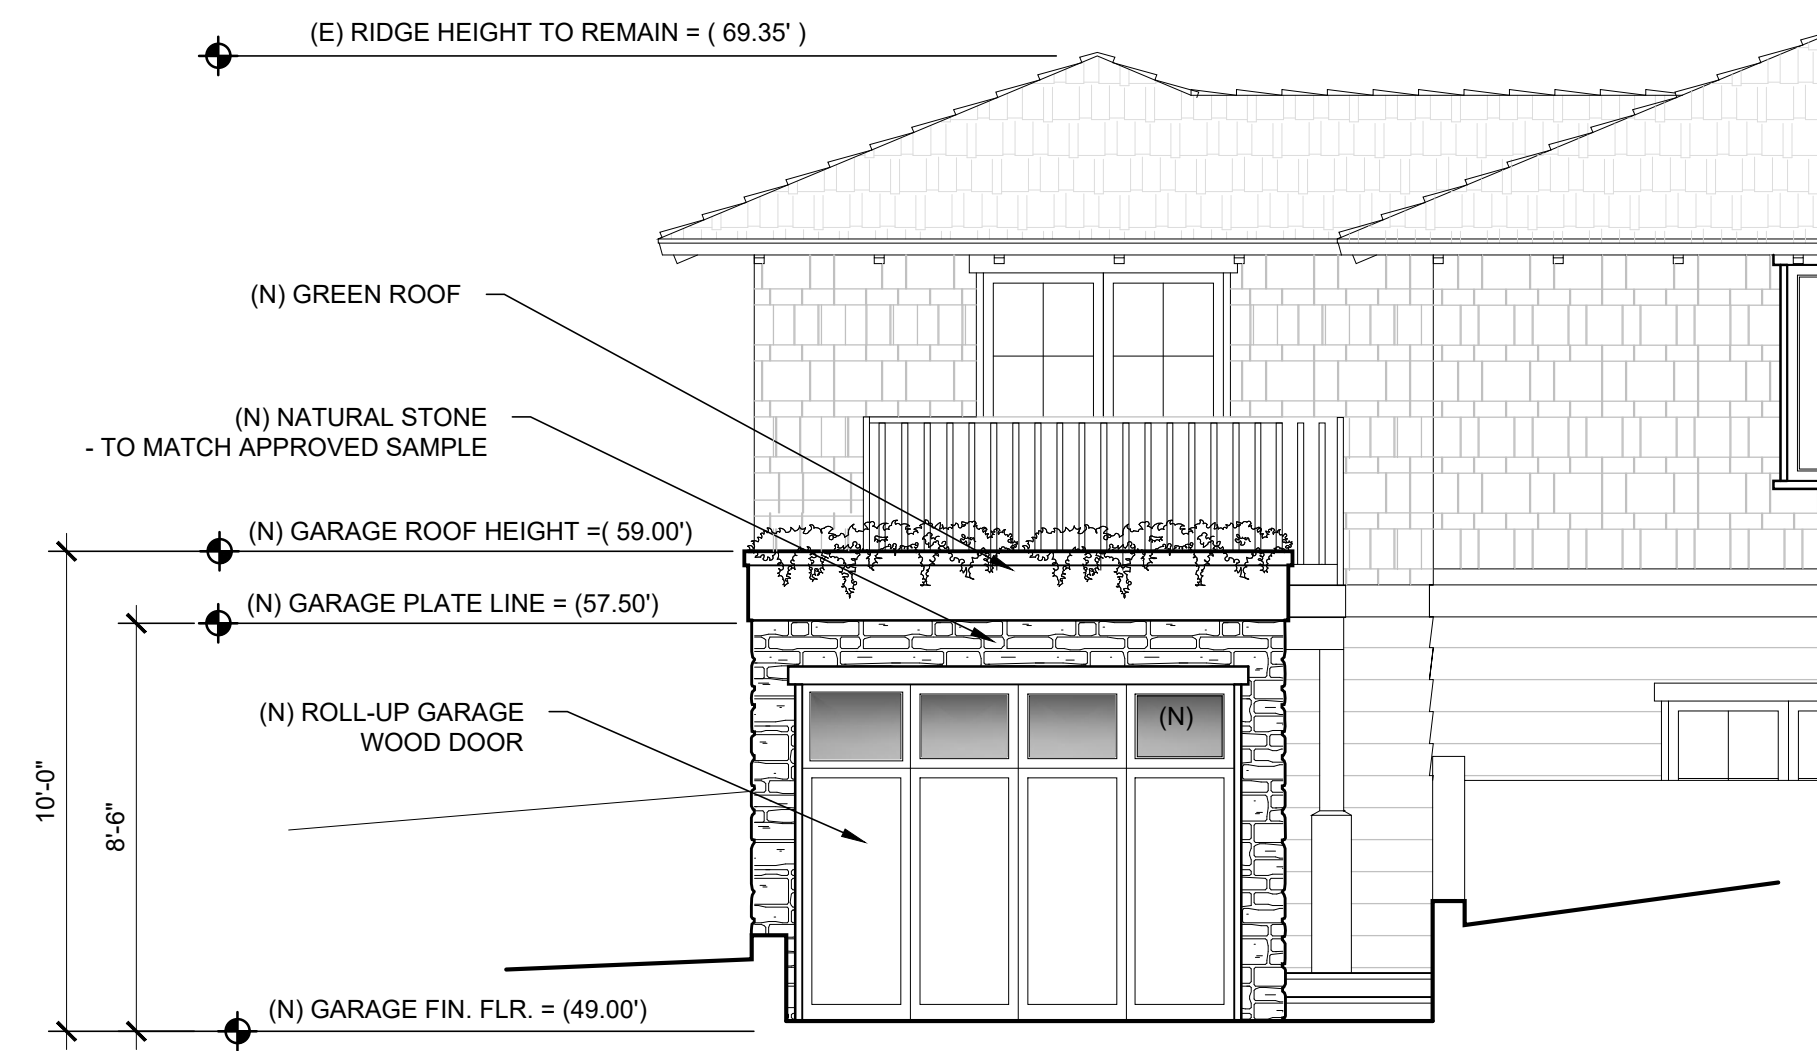 (E) RIDGE HEIGHT TO REMAIN = ( 69.35' )
(N) GREEN ROOF
(N) NATURAL STONE
- TO MATCH APPROVED SAMPLE
(N) GARAGE ROOF HEIGHT =( 59.00')
(N) GARAGE PLATE LINE = (57.50')
(N) ROLL-UP GARAGE
WOOD DOOR
(N)
10'-0"
8'-6"
(N) GARAGE FIN. FLR. = (49.00')